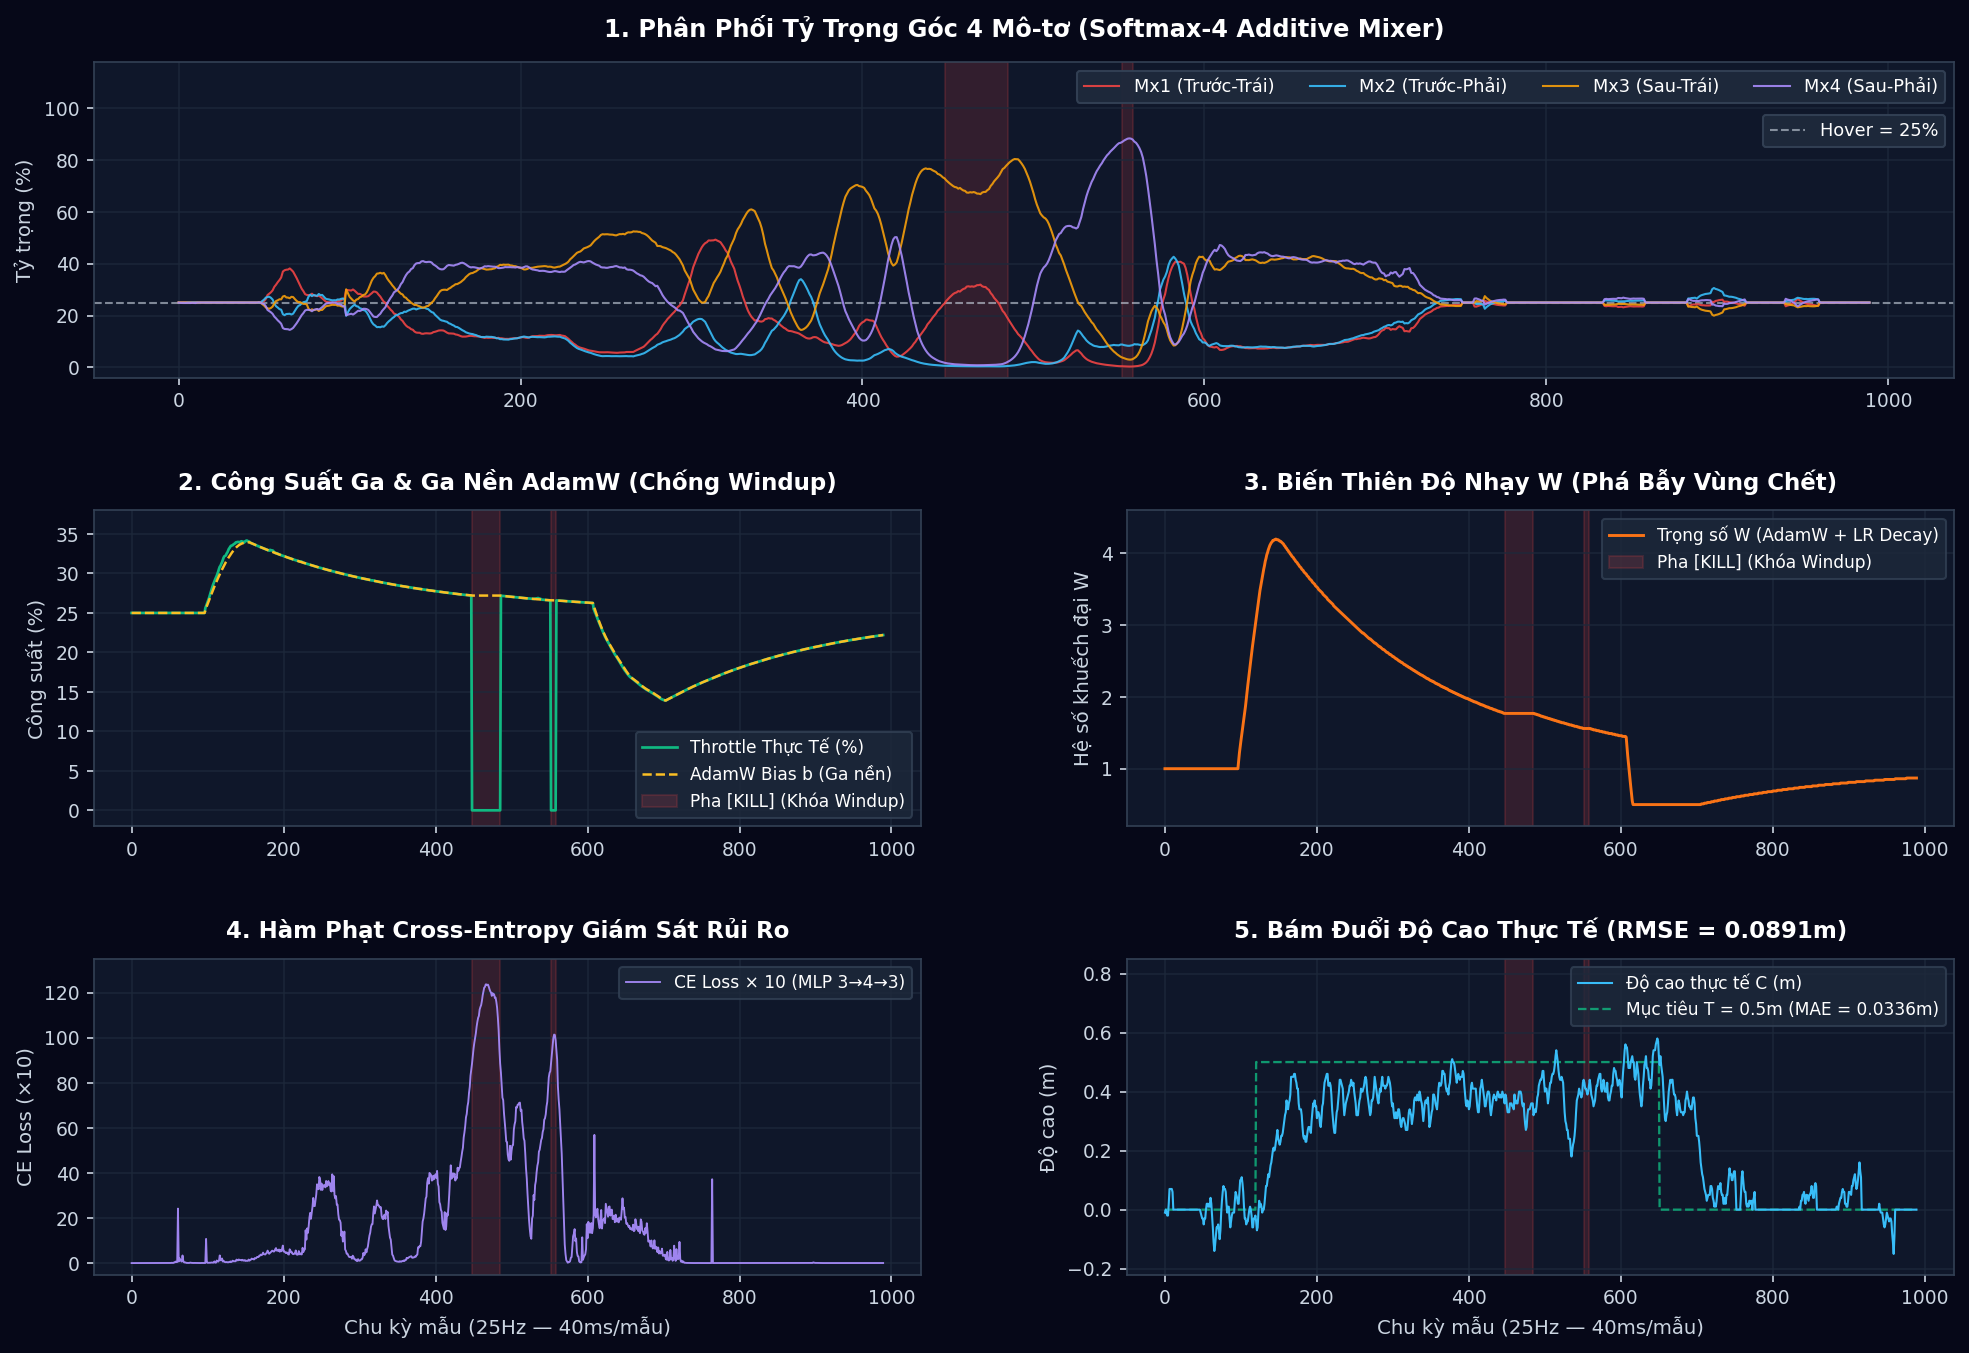 1. Phân Phối Tỷ Trọng Góc 4 Mô-tơ (Softmax-4 Additive Mixer)
Tỷ trọng (%)
100
80
60
40
20
0
Mx1 (Trước-Trái)
Mx2 (Trước-Phải)
Mx3 (Sau-Trái)
Mx4 (Sau-Phải)
Hover = 25%
0
200
400
600
800
1000
2. Công Suất Ga & Ga Nền AdamW (Chống Windup)
Công suất (%)
35
30
25
20
15
10
5
0
Throttle Thực Tế (%)
AdamW Bias b (Ga nền)
Pha [KILL] (Khóa Windup)
0
200
400
600
800
1000
3. Biến Thiên Độ Nhạy W (Phá Bẫy Vùng Chết)
Hệ số khuếch đại W
4
3
2
1
Trọng số W (AdamW + LR Decay)
Pha [KILL] (Khóa Windup)
0
200
400
600
800
1000
4. Hàm Phạt Cross-Entropy Giám Sát Rủi Ro
CE Loss (×10)
120
100
80
60
40
20
0
CE Loss × 10 (MLP 3→4→3)
0
200
400
600
800
1000
Chu kỳ mẫu (25Hz — 40ms/mẫu)
5. Bám Đuổi Độ Cao Thực Tế (RMSE = 0.0891m)
Độ cao (m)
0.8
0.6
0.4
0.2
0.0
−0.2
Độ cao thực tế C (m)
Mục tiêu T = 0.5m (MAE = 0.0336m)
0
200
400
600
800
1000
Chu kỳ mẫu (25Hz — 40ms/mẫu)